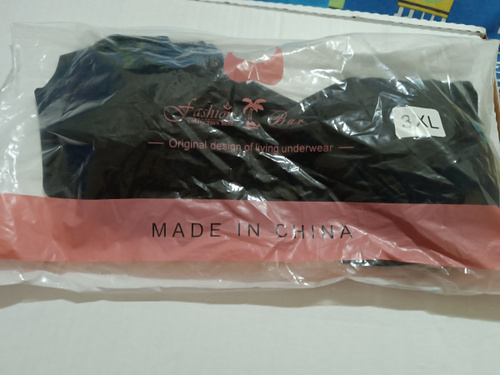 Fashion Bar
3XL
Original design of living underwear
MADE IN CHINA